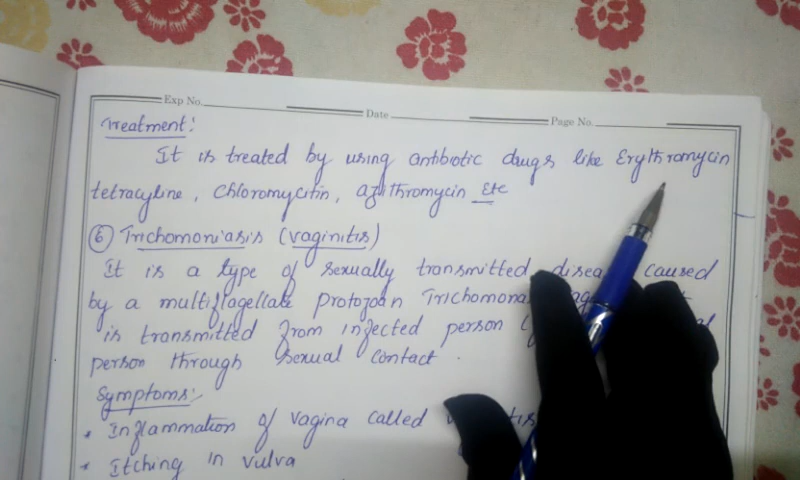 Exp No.
Date
Page No.
Treatment:
It is treated by using antibiotic drugs like Erythromycin
tetracyline, chloromycitin, azithromycin Etc
6 Trichomoniasis (vaginitis)
It is a type of sexually transmitted caused
by a multiflagellate protozoan
is transmitted from infected person
person through sexual contact.
Symptoms:-
* Inflammation of vagina called
* Itching in vulva